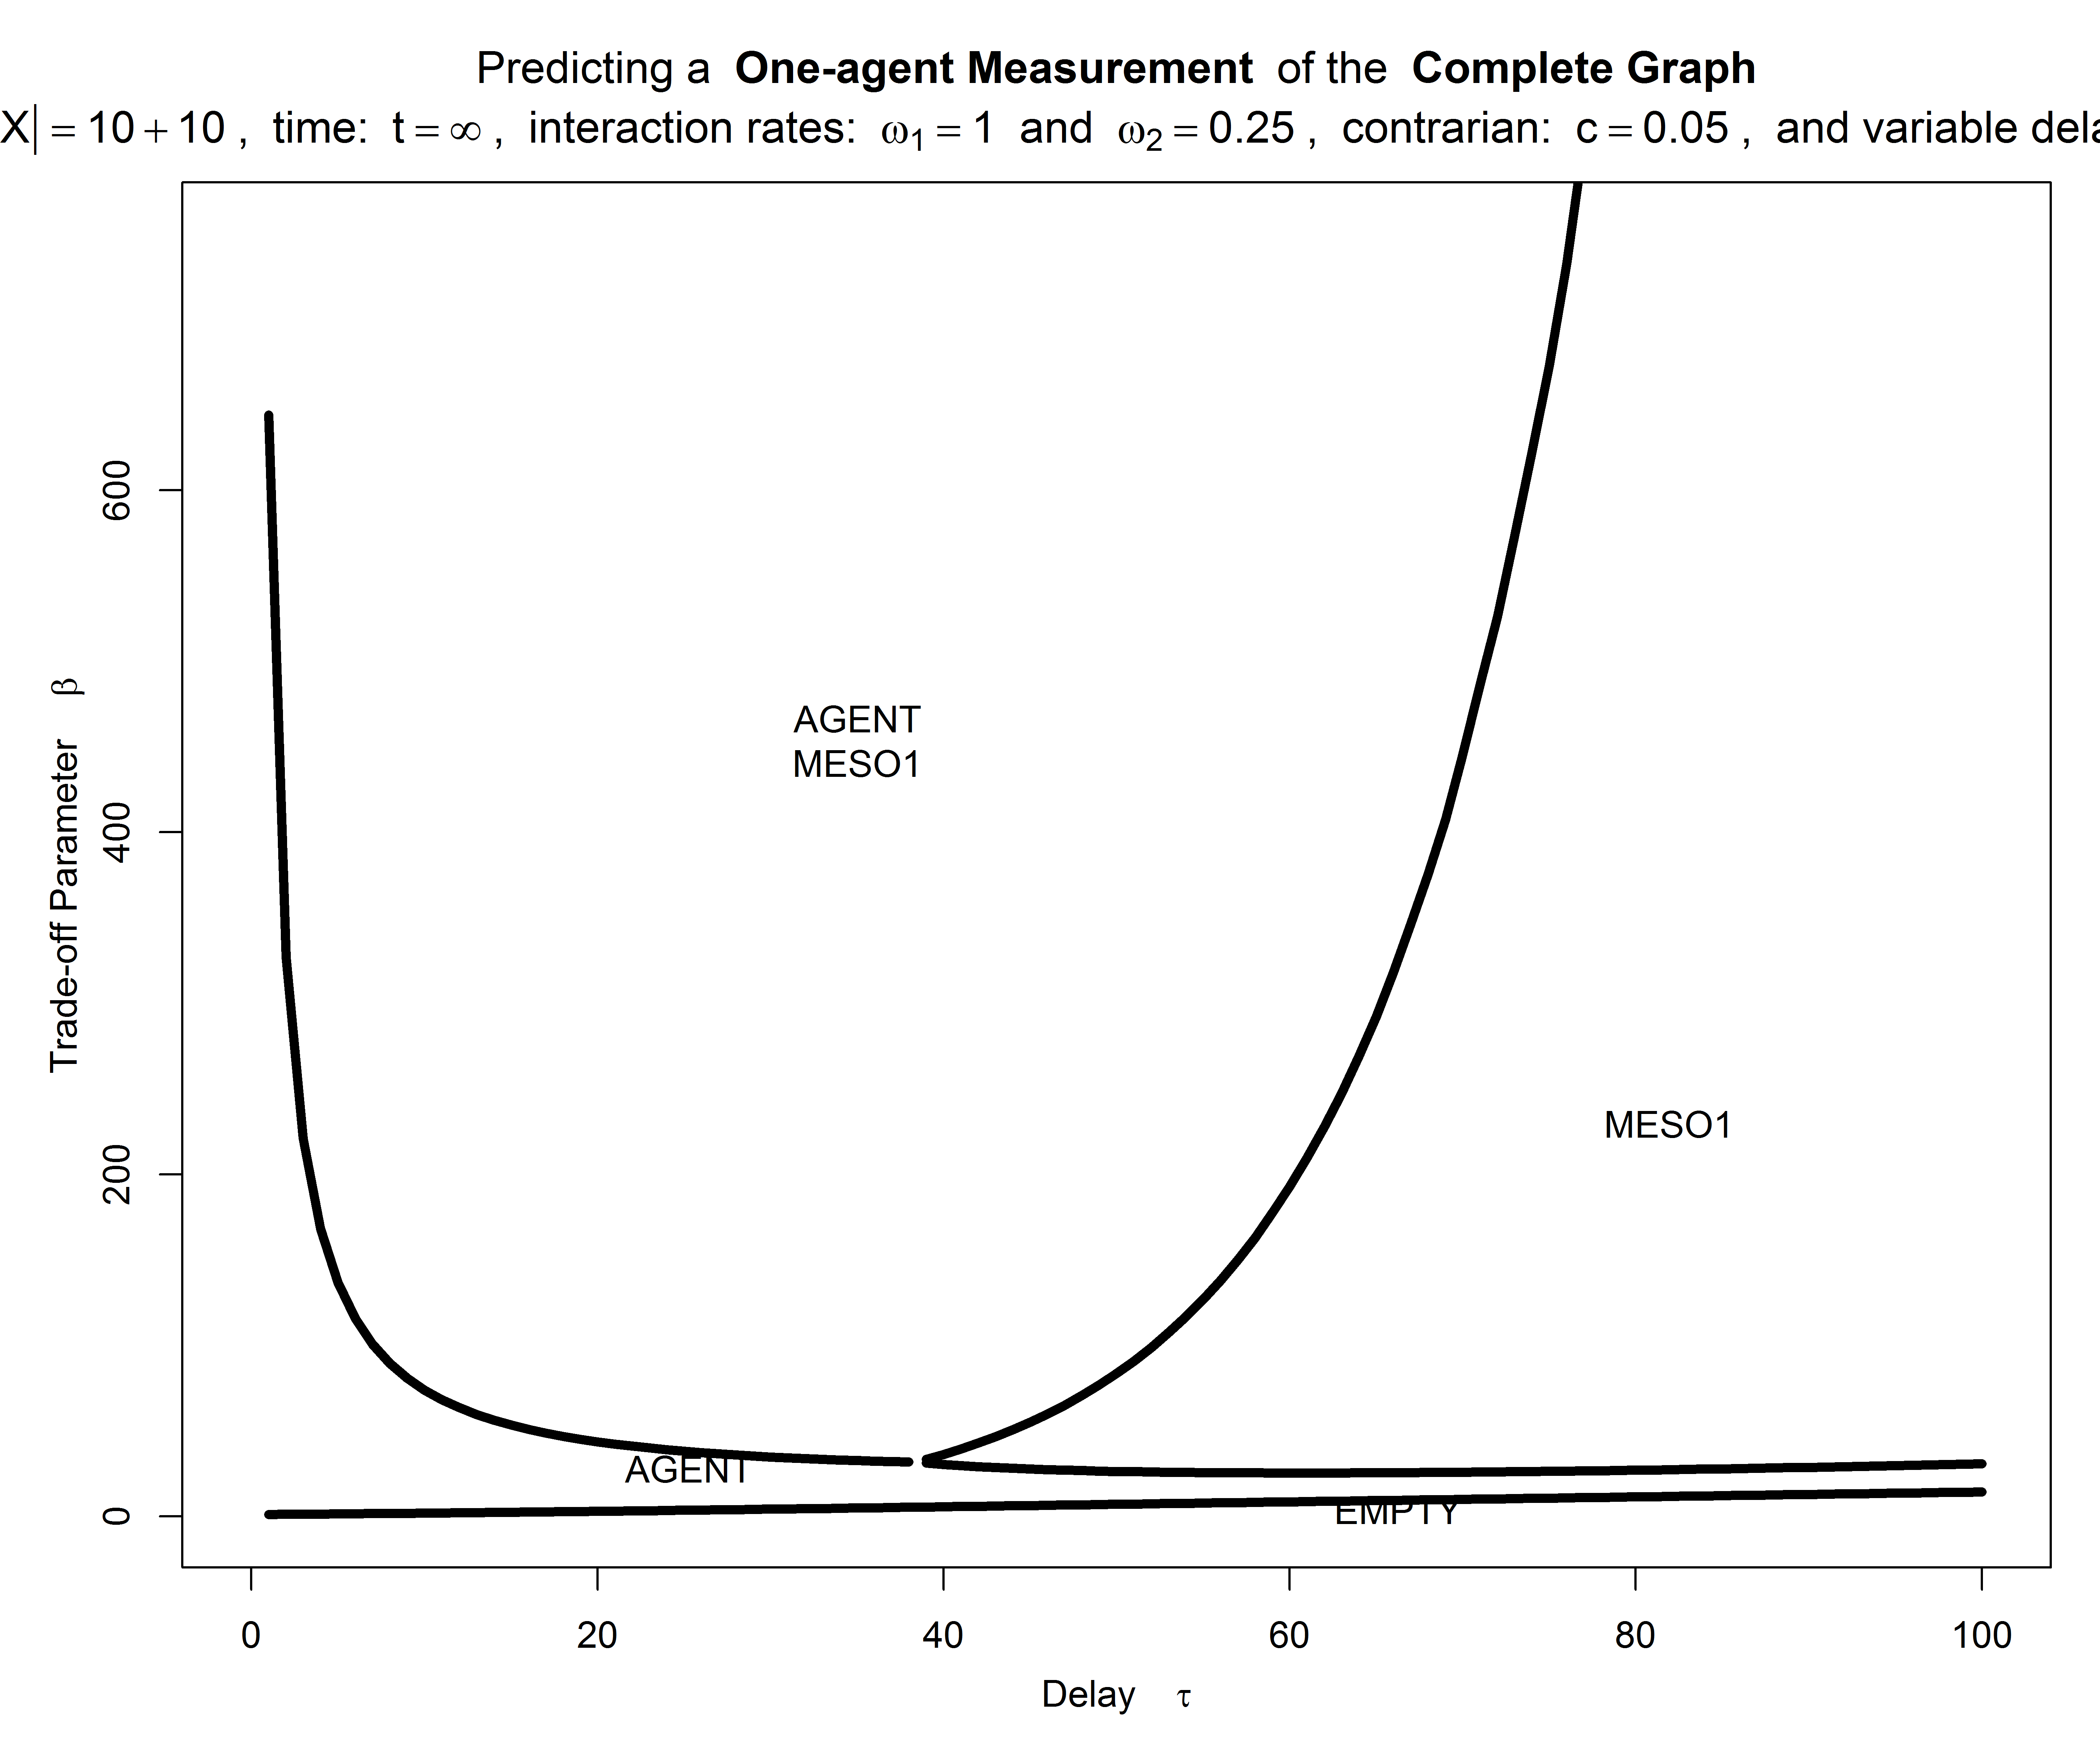 Predicting a One-agent Measurement of the Complete Graph
X| = 10 + 10 , time: t = ∞ , interaction rates: ω1 = 1 and ω2 = 0.25 , contrarian: c = 0.05 , and variable dela
Trade-off Parameter β
600
400
200
0
AGENT
MESO1
MESO1
AGENT
EMPTY
0 20 40 60 80 100
Delay τ